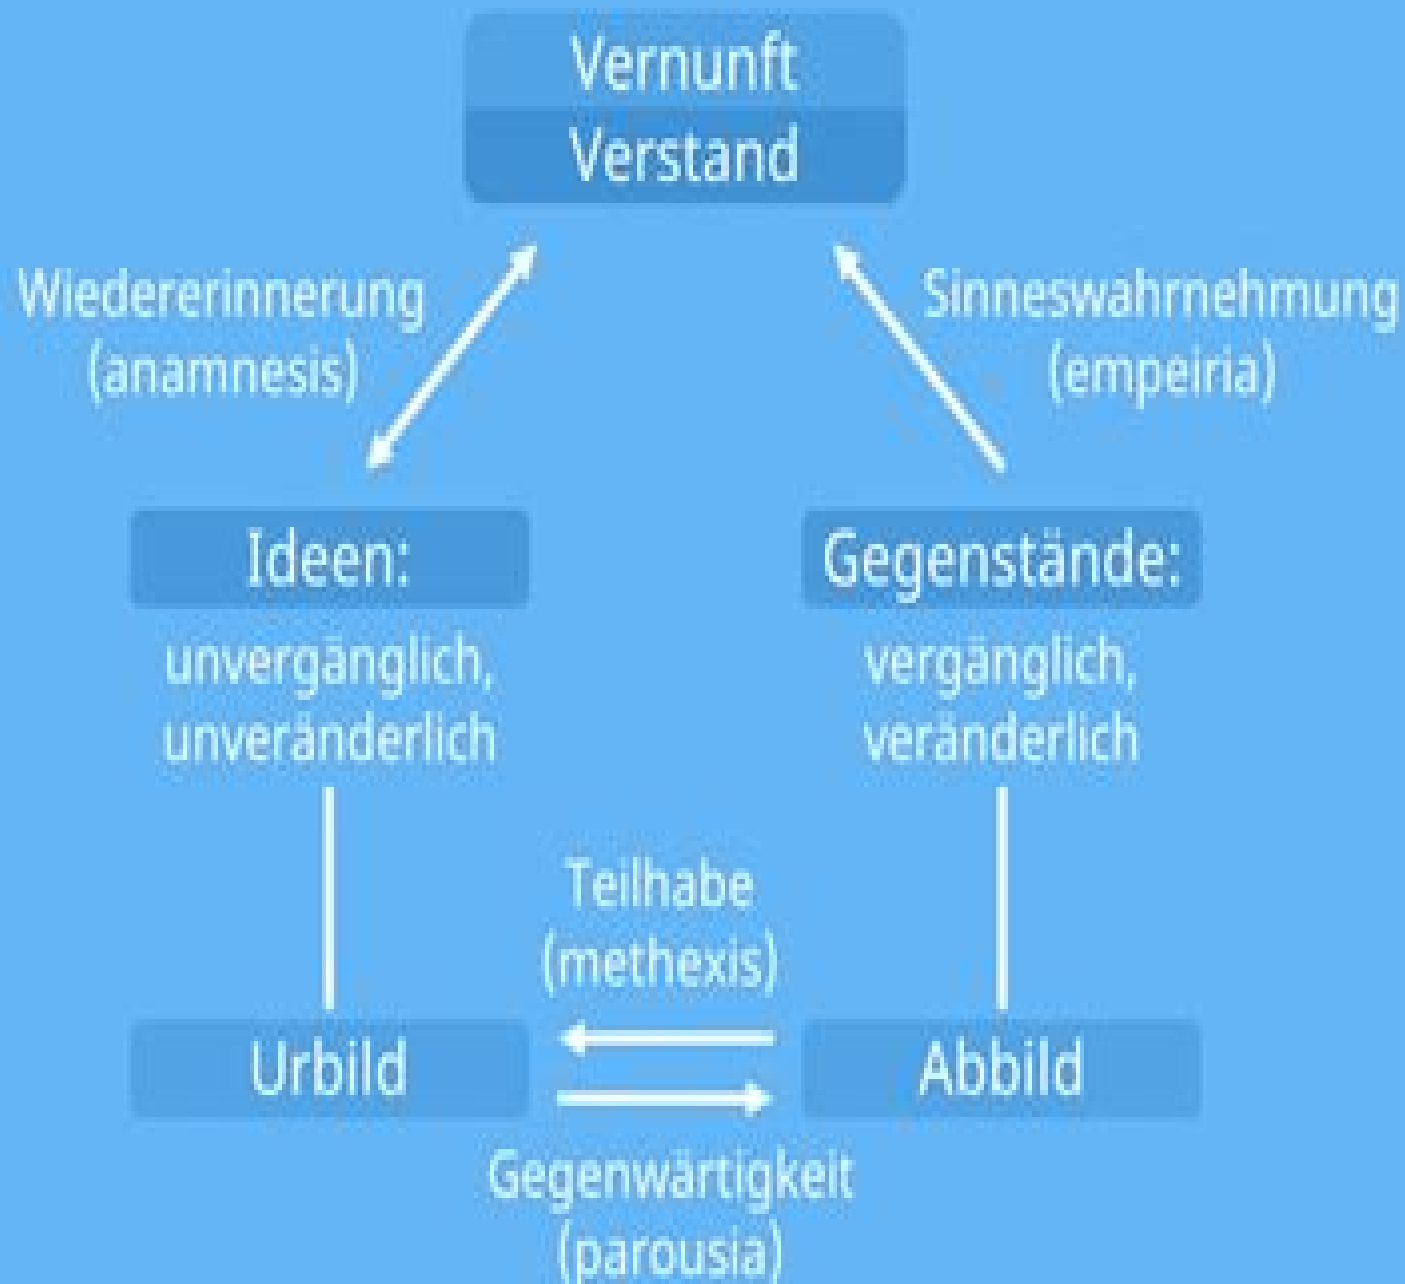 Vernunft
Verstand
Wiedererinnerung
(anamnesis)
Sinneswahrnehmung
(empeiria)
Ideen:
unvergänglich,
unveränderlich
Gegenstände:
vergänglich,
veränderlich
Teilhabe
(methexis)
Urbild
Abbild
Gegenwärtigkeit
(parousia)